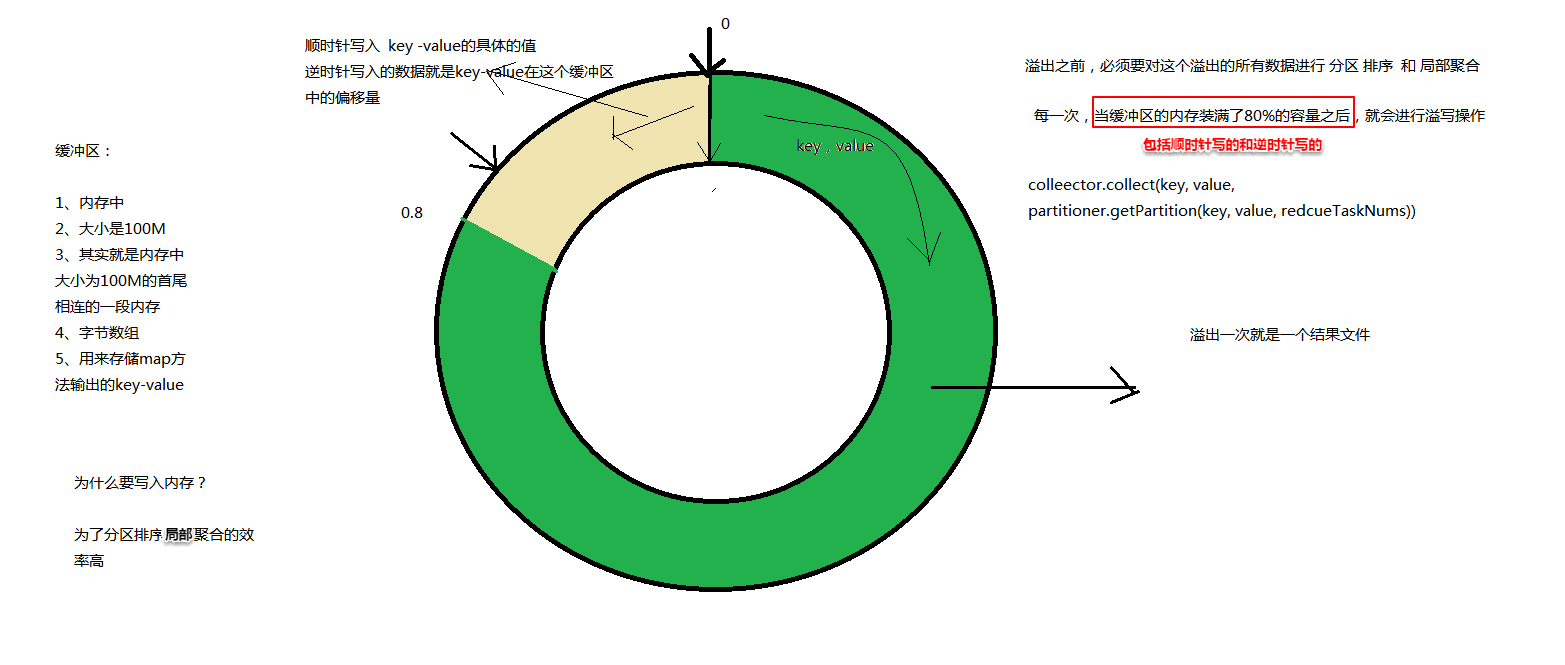 0
顺时针写入 key -value的具体的值
逆时针写入的数据就是key-value在这个缓冲区
中的偏移量
溢出之前，必须要对这个溢出的所有数据进行 分区 排序 和 局部聚合
每一次，当缓冲区的内存装满了80%的容量之后，就会进行溢写操作
包括顺时针写的和逆时针写的
key，value
缓冲区：
1、内存中
2、大小是100M
3、其实就是内存中
大小为100M的首尾
相连的一段内存
4、字节数组
5、用来存储map方
法输出的key-value
0.8
colleector.collect(key, value,
partitioner.getPartition(key, value, redcueTaskNums))
溢出一次就是一个结果文件
为什么要写入内存？
为了分区排序局部聚合的效
率高